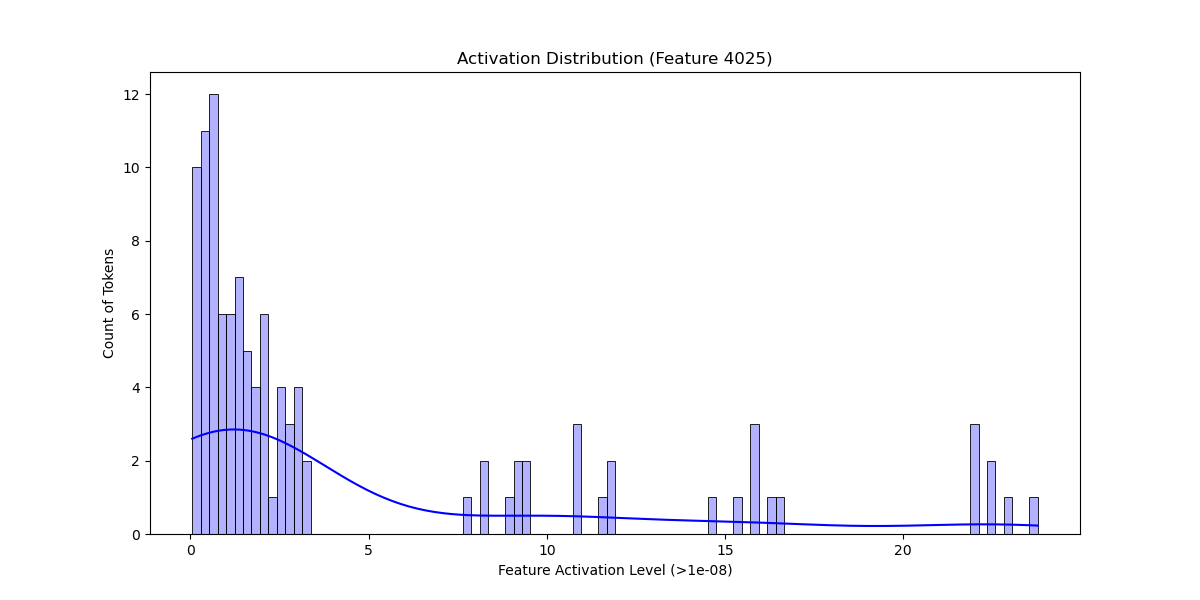 Activation Distribution (Feature 4025)
12
10
8
6
4
2
0
Count of Tokens
0 5 10 15 20
Feature Activation Level (>1e-08)